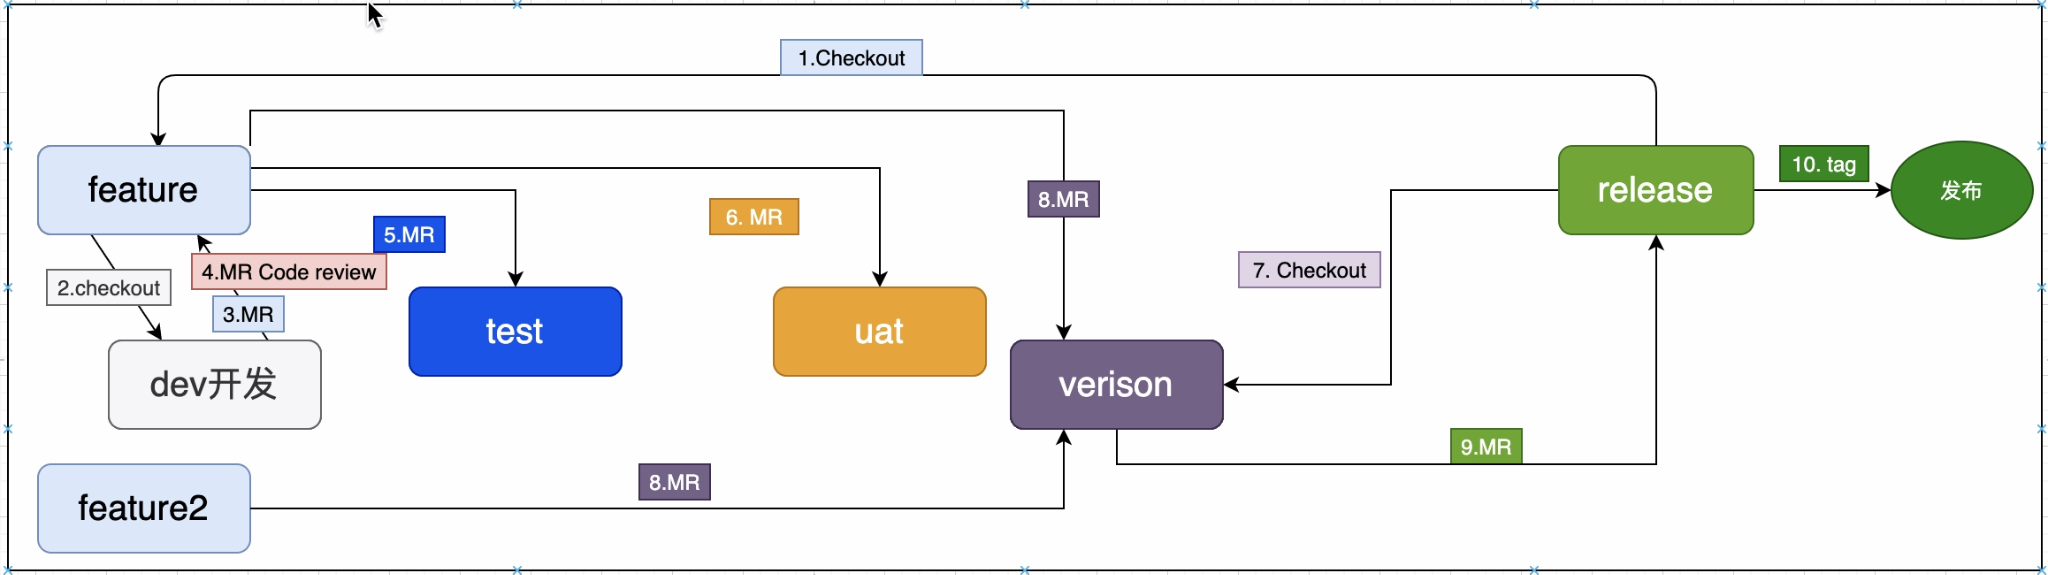 1.Checkout
feature
8.MR
release
10. tag
发布
5.MR
6. MR
4.MR Code review
7. Checkout
2.checkout
3.MR
test
uat
dev开发
verison
9.MR
8.MR
feature2